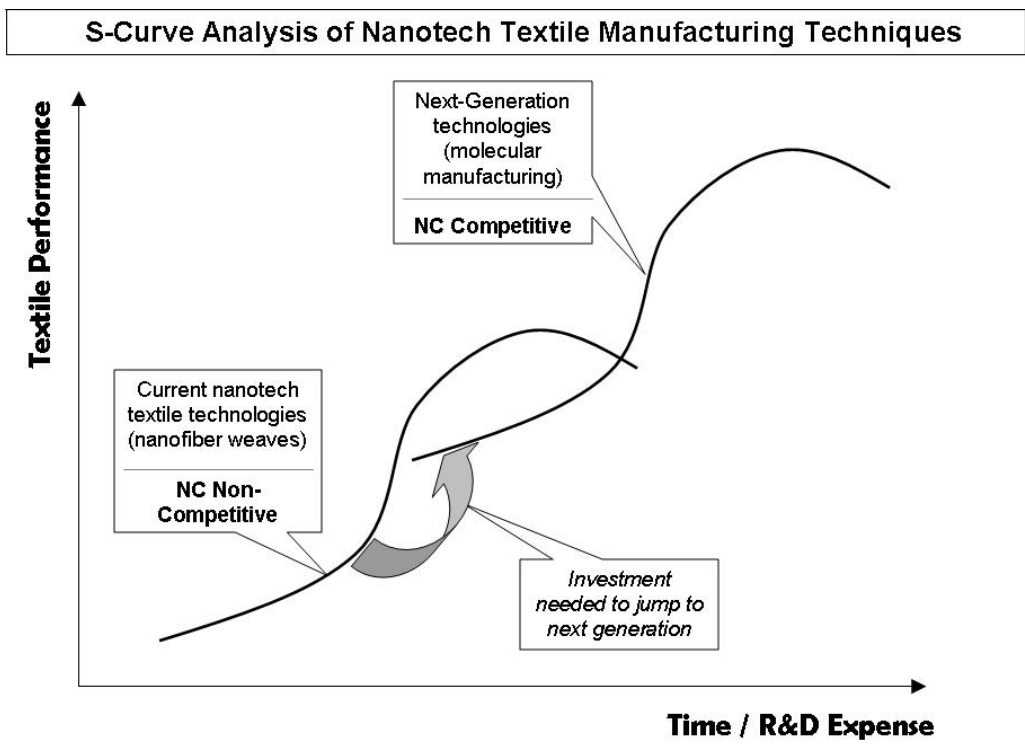 S-Curve Analysis of Nanotech Textile Manufacturing Techniques
Textile Performance
Next-Generation
technologies
(molecular
manufacturing)
NC Competitive
Current nanotech
textile technologies
(nanofiber weaves)
NC Non-
Competitive
Investment
needed to jump to
next generation
Time / R&D Expense